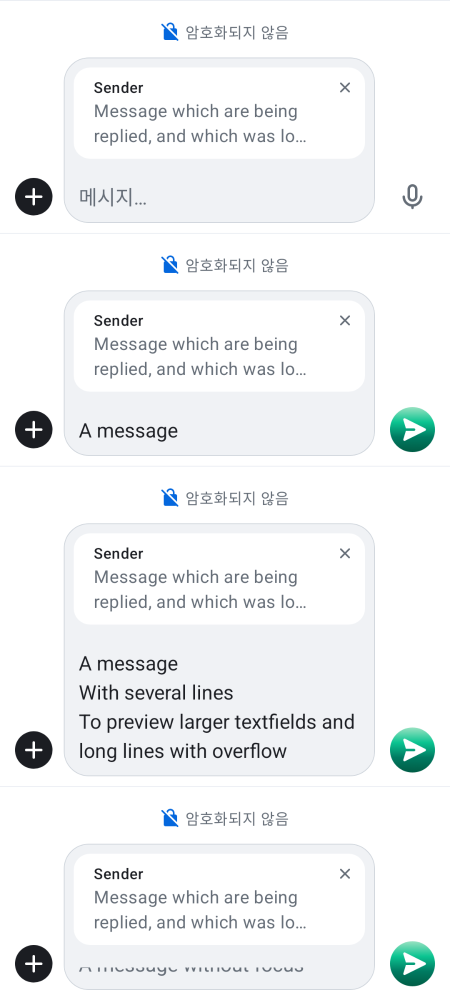 암호화되지 않음
Sender
Message which are being
replied, and which was lo…
메시지…
암호화되지 않음
Sender
Message which are being
replied, and which was lo…
A message
암호화되지 않음
Sender
Message which are being
replied, and which was lo…
A message
With several lines
To preview larger textfields and
long lines with overflow
암호화되지 않음
Sender
Message which are being
replied, and which was lo…
A message without focus